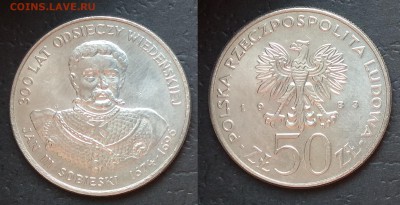 COINS.LAVE.RU
300 LAT ODSIECZY WIEDEŃSKIEJ
JAN III SOBIESKI 1674-1696
POLSKA RZECZPOSPOLITA LUDOWA
1983
ZŁ 50 ZŁ